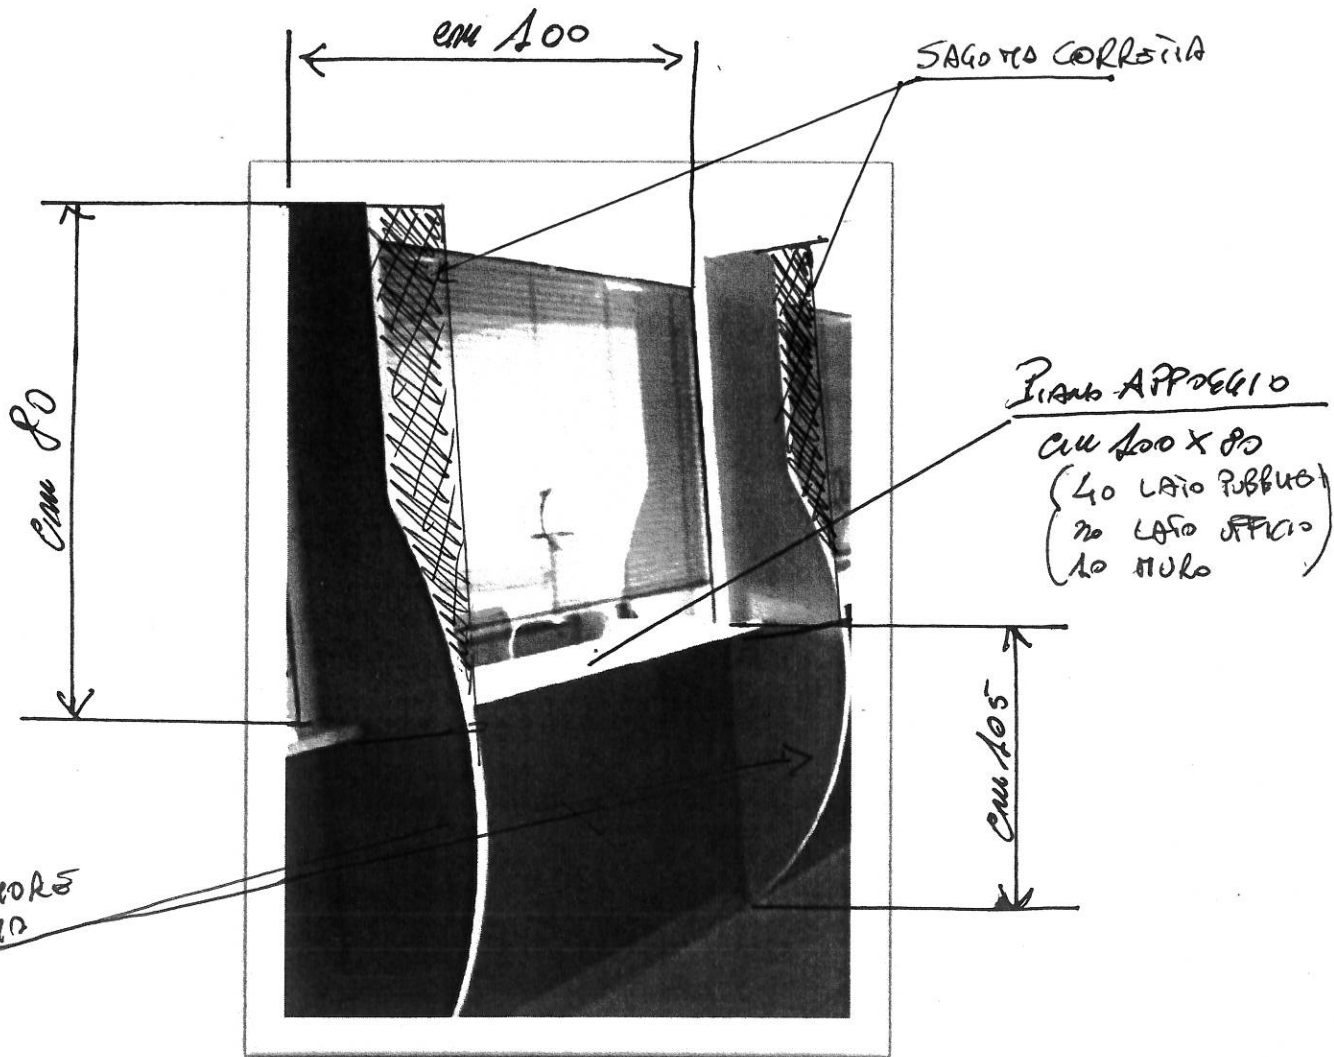 cm 100
SAGOMA CORRETTA
cm 80
PIANO APPOGGIO
cm 100 X 80
(40 LATO PUBBLICO
20 LATO UFFICIO
10 MURO)
cm 105